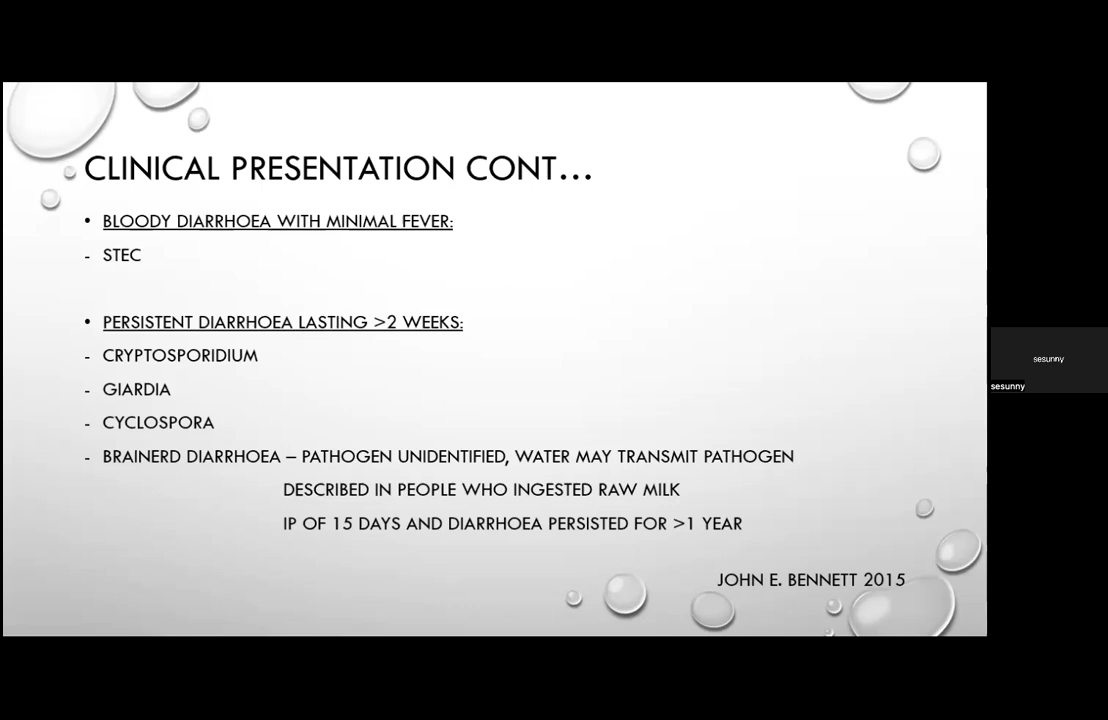 CLINICAL PRESENTATION CONT...
• BLOODY DIARRHOEA WITH MINIMAL FEVER:
- STEC
• PERSISTENT DIARRHOEA LASTING >2 WEEKS:
- CRYPTOSPORIDIUM
- GIARDIA
- CYCLOSPORA
- BRAINERD DIARRHOEA – PATHOGEN UNIDENTIFIED, WATER MAY TRANSMIT PATHOGEN
DESCRIBED IN PEOPLE WHO INGESTED RAW MILK
IP OF 15 DAYS AND DIARRHOEA PERSISTED FOR >1 YEAR
JOHN E. BENNETT 2015
sesunny
sesunny